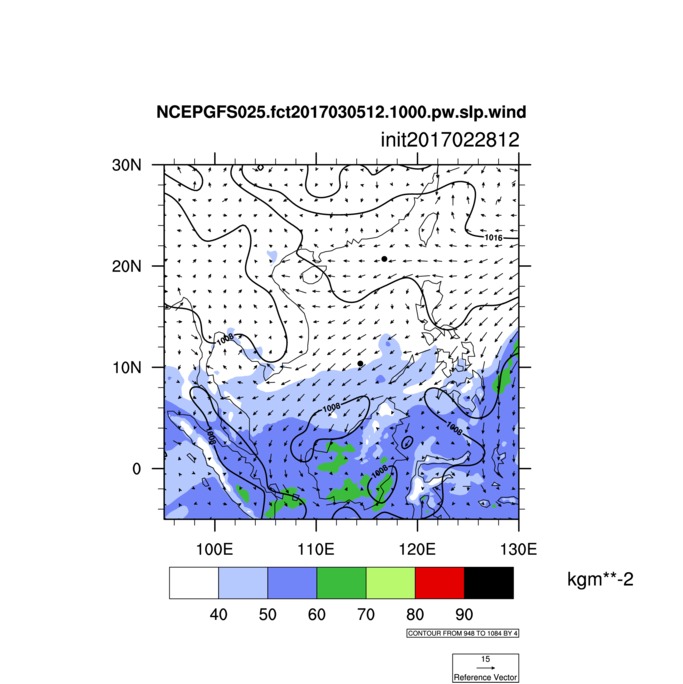 NCEPGFS025.fct2017030512.1000.pw.slp.wind
init2017022812
30N
20N
10N
0
1016
1008
1008
1008
1008
1008
100E 110E 120E 130E
40 50 60 70 80 90
kgm**-2
CONTOUR FROM 948 TO 1084 BY 4
15
Reference Vector